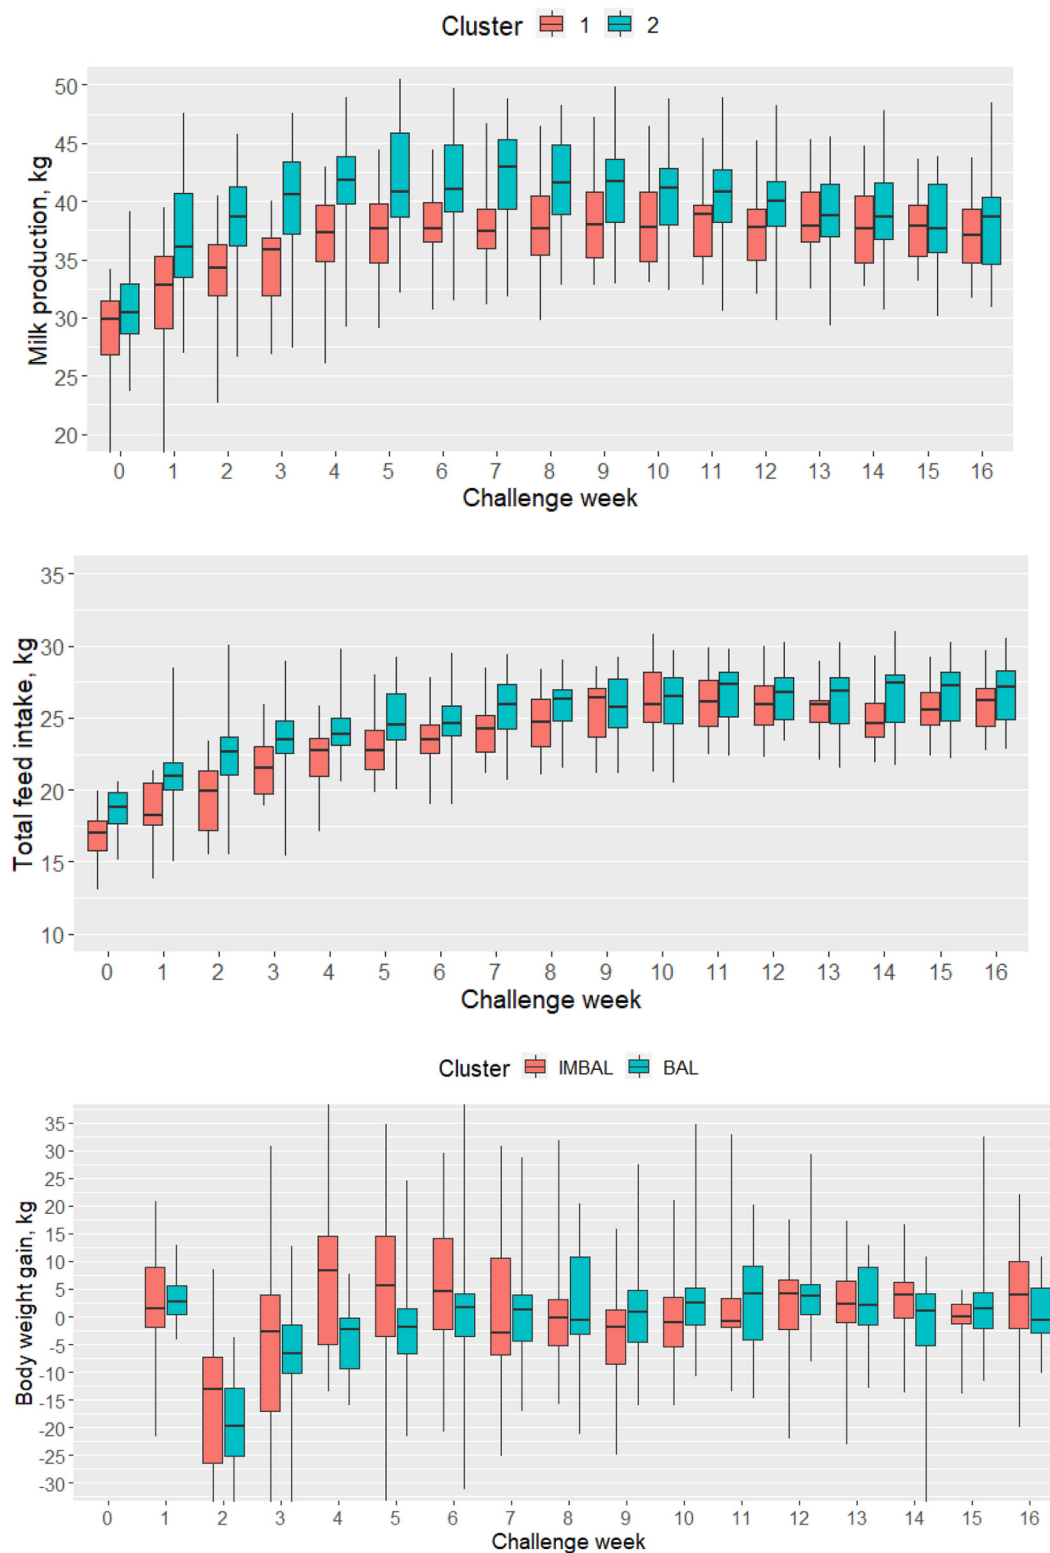 Cluster 1 2
Milk production, kg
50
45
40
35
30
25
20
0 1 2 3 4 5 6 7 8 9 10 11 12 13 14 15 16
Challenge week
Total feed intake, kg
35
30
25
20
15
10
0 1 2 3 4 5 6 7 8 9 10 11 12 13 14 15 16
Challenge week
Cluster IMBAL BAL
Body weight gain, kg
35
30
25
20
15
10
5
0
-5
-10
-15
-20
-25
-30
0 1 2 3 4 5 6 7 8 9 10 11 12 13 14 15 16
Challenge week